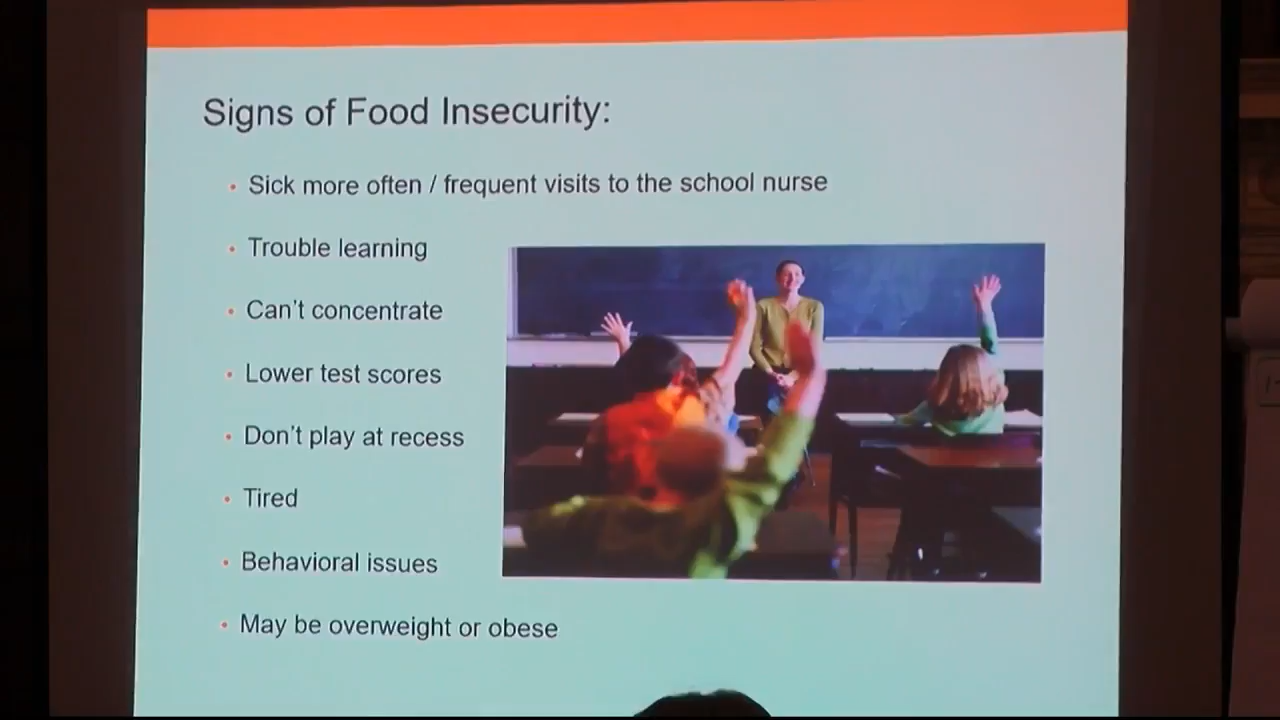 Signs of Food Insecurity:
• Sick more often / frequent visits to the school nurse
• Trouble learning
• Can't concentrate
• Lower test scores
• Don't play at recess
• Tired
• Behavioral issues
• May be overweight or obese